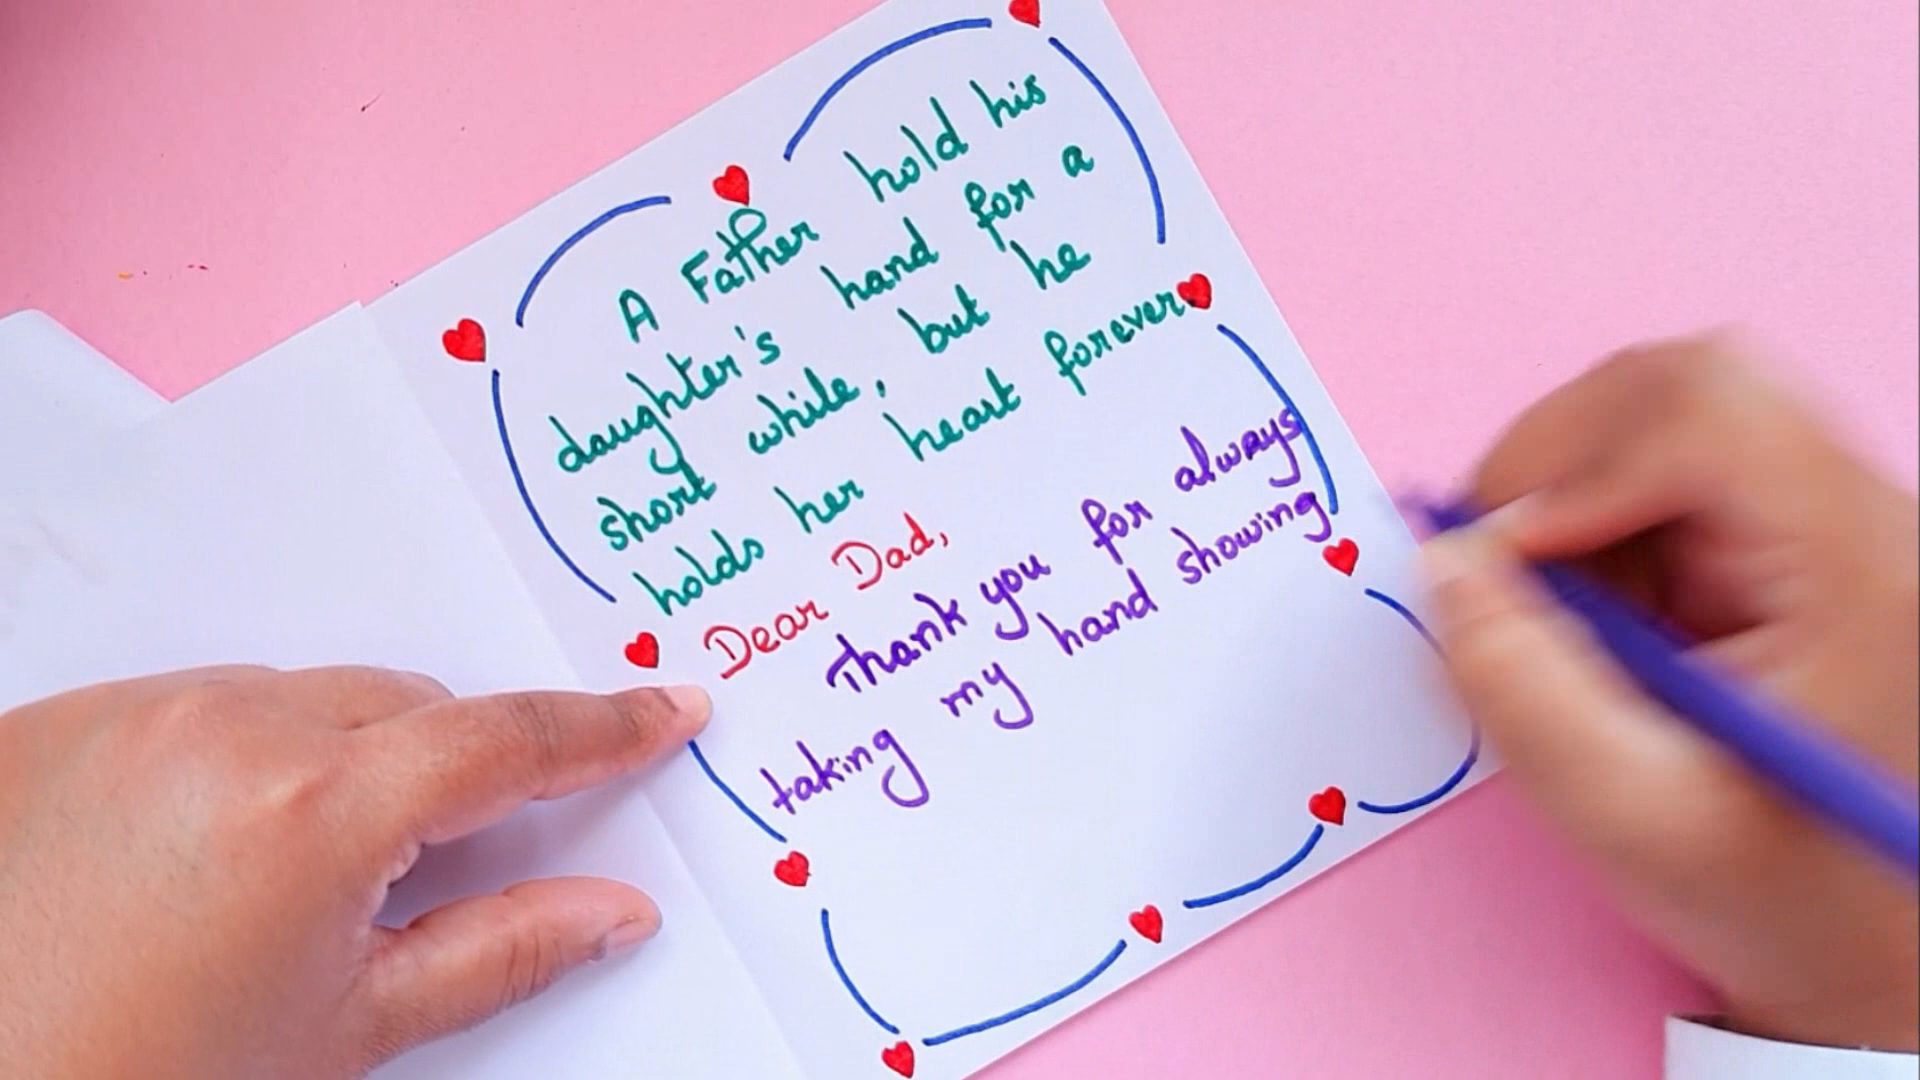 A Father hold his
daughter's hand for a
short while, but he
holds her heart forever
Dear Dad,
Thank you for always
taking my hand showing